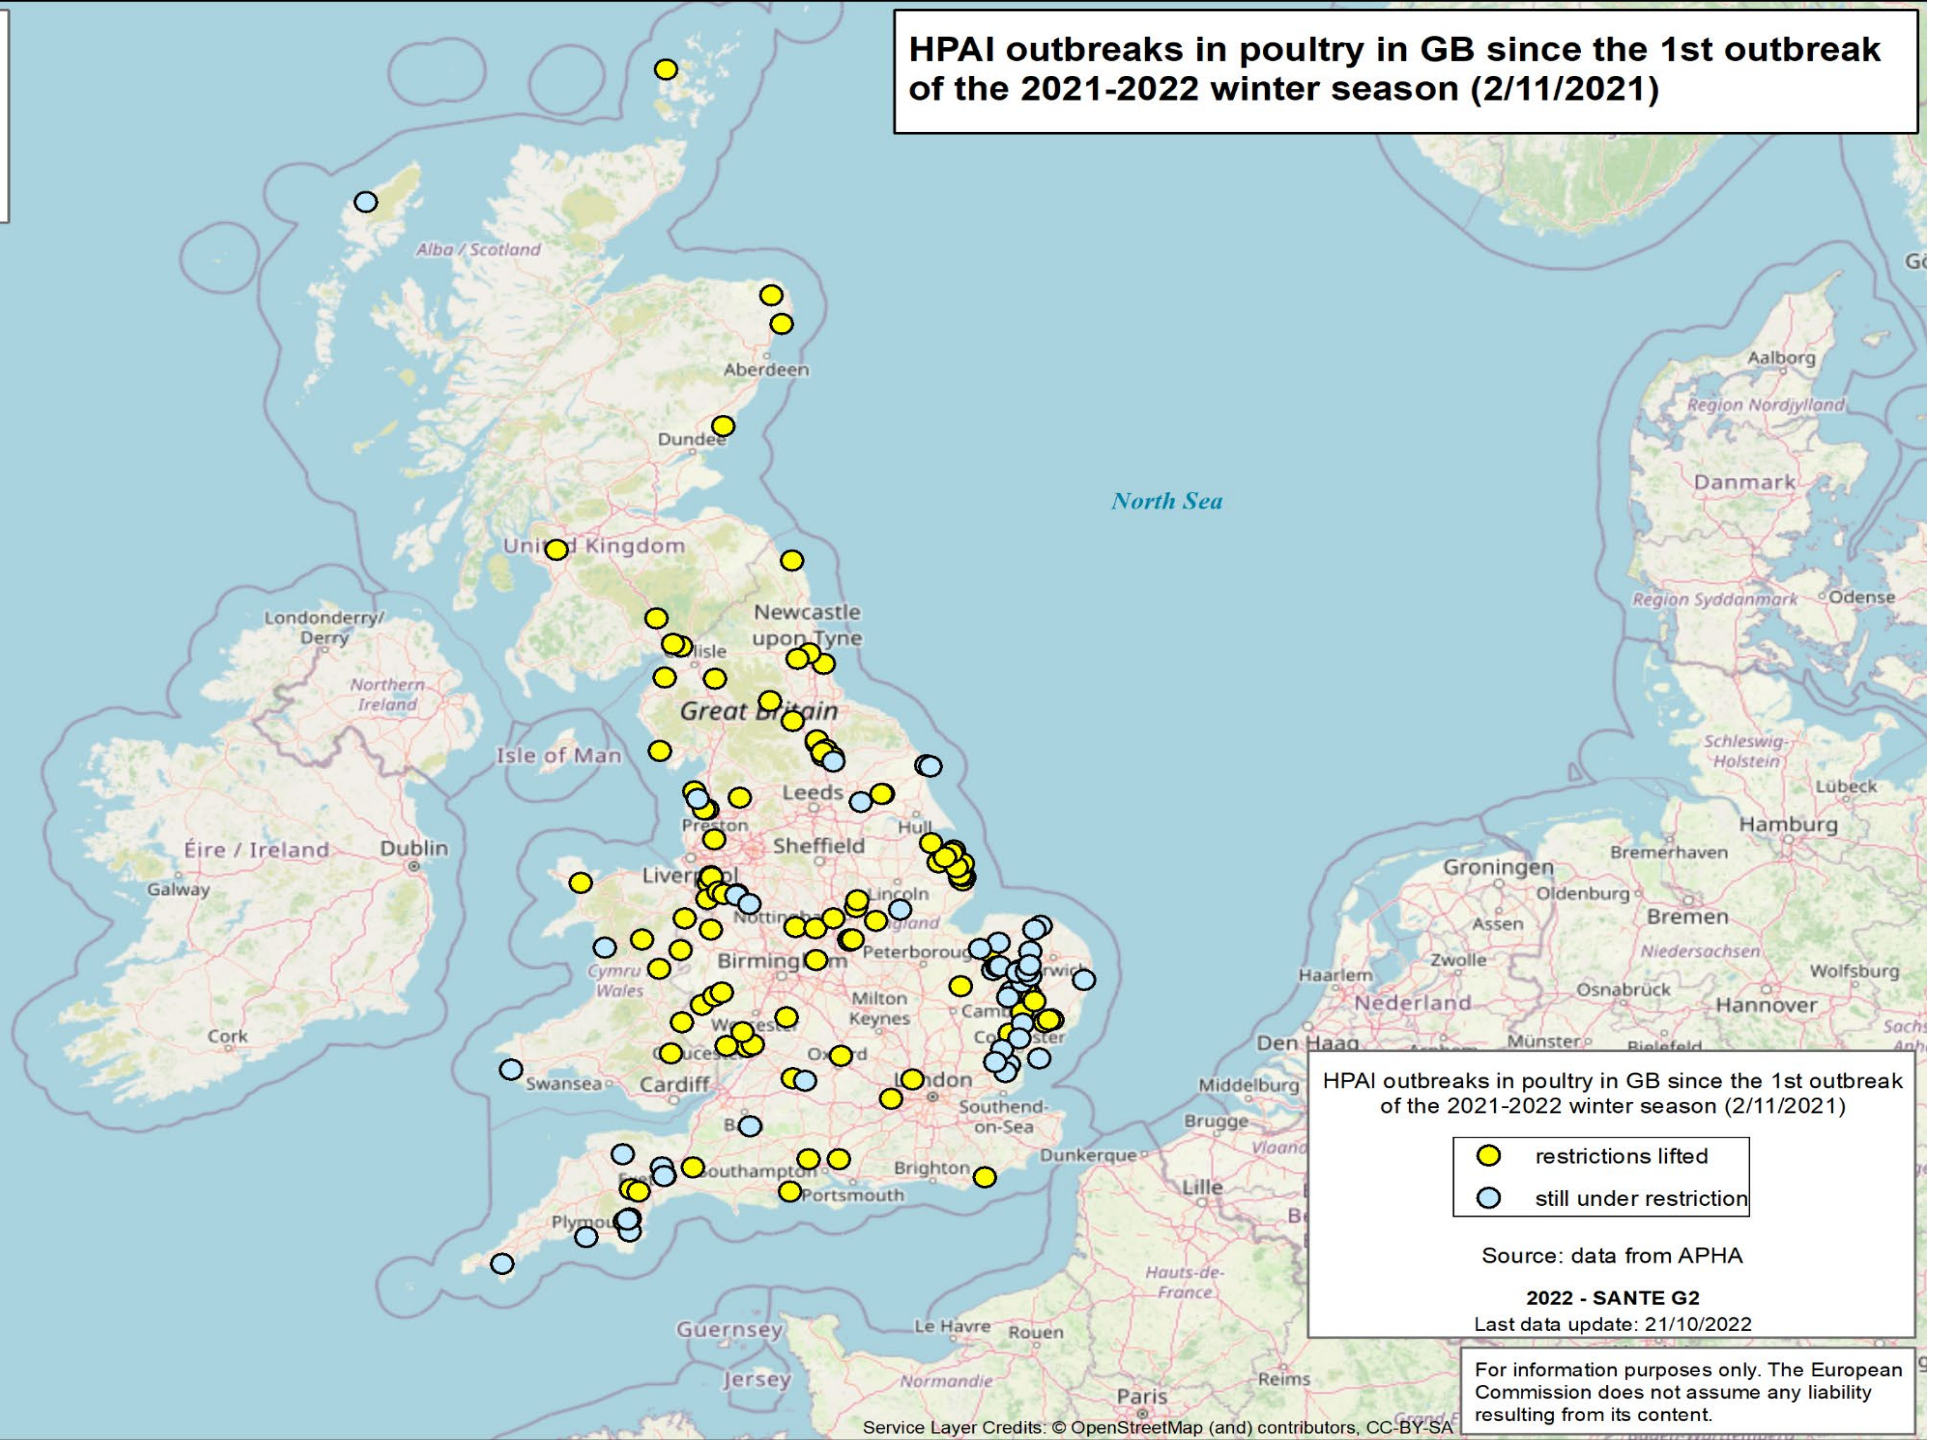 HPAI outbreaks in poultry in GB since the 1st outbreak
of the 2021-2022 winter season (2/11/2021)
Alba / Scotland
Aberdeen
Dundee
Aalborg
Region Nordjylland
Danmark
North Sea
United Kingdom
Region Syddanmark
Odense
Londonderry/
Derry
Newcastle
upon Tyne
Northern
Ireland
Great Britain
Isle of Man
Schleswig-
Holstein
Lübeck
Leeds
Preston
Hull
Hamburg
Éire / Ireland
Dublin
Sheffield
Bremerhaven
Groningen
Galway
Lincoln
Oldenburg
Assen
Bremen
Peterboroug
Niedersachsen
Cymru
Wales
Birmingham
Zwolle
Haarlem
Wolfsburg
Milton
Keynes
Osnabrück
Nederland
Hannover
Cork
Den Haag
Münster
Bielefeld
Swansea
Cardiff
London
Middelburg
Southend-
on-Sea
Brugge
Dunkerque
Southampton
Brighton
Portsmouth
Lille
Hauts-de-
France
Guernsey
Le Havre
Rouen
Jersey
Normandie
Reims
Paris
HPAI outbreaks in poultry in GB since the 1st outbreak
of the 2021-2022 winter season (2/11/2021)
restrictions lifted
still under restriction
Source: data from APHA
2022 - SANTE G2
Last data update: 21/10/2022
For information purposes only. The European
Commission does not assume any liability
resulting from its content.
Service Layer Credits: © OpenStreetMap (and) contributors, CC-BY-SA